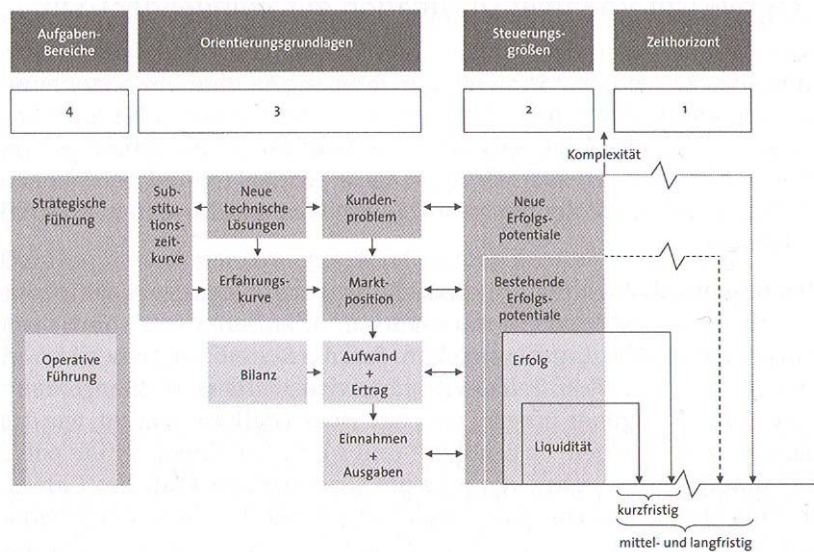 Aufgaben-
Bereiche
Orientierungsgrundlagen
Steuerungs-
größen
Zeithorizont
4
3
2
1
Komplexität
Strategische
Führung
Sub-
stitutions-
zeit-
kurve
Neue
technische
Lösungen
Kunden-
problem
Neue
Erfolgs-
potentiale
Erfahrungs-
kurve
Markt-
position
Bestehende
Erfolgs-
potentiale
Operative
Führung
Bilanz
Aufwand
+
Ertrag
Erfolg
Einnahmen
+
Ausgaben
Liquidität
kurzfristig
mittel- und langfristig